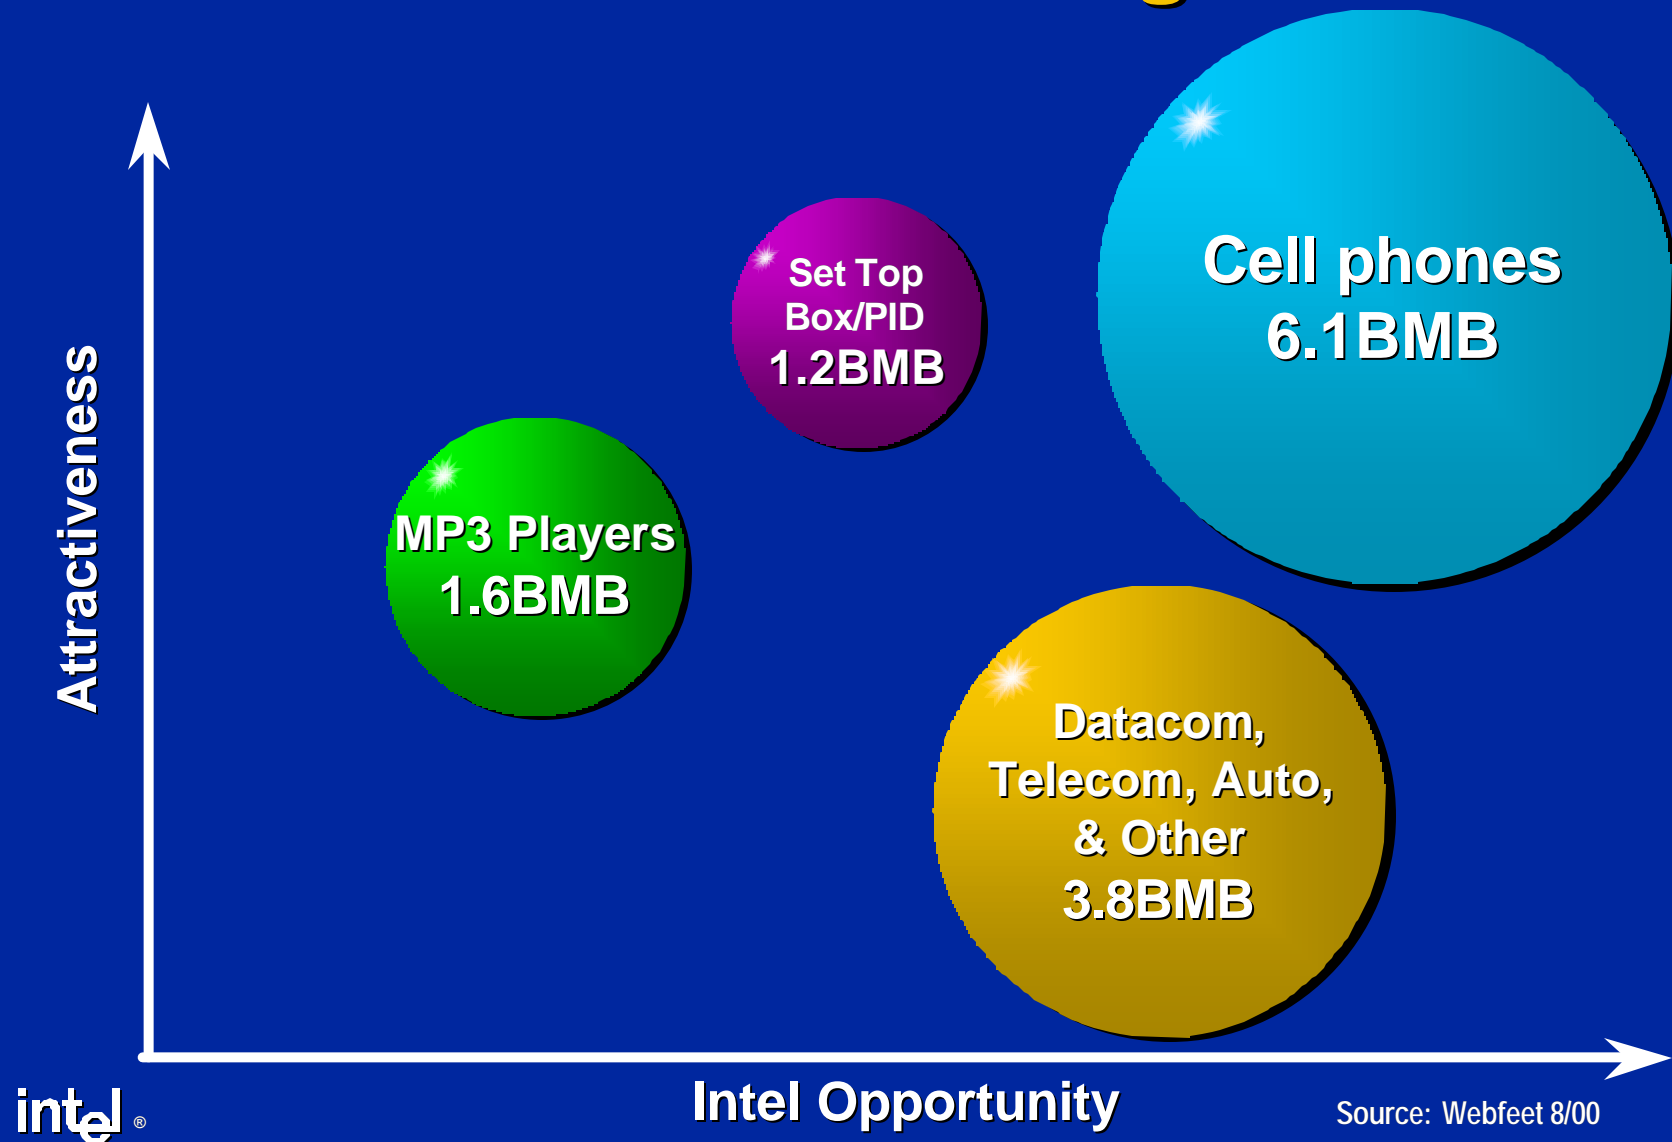 Cell phones
6.1BMB
Set Top
Box/PID
1.2BMB
MP3 Players
1.6BMB
Datacom,
Telecom, Auto,
& Other
3.8BMB
Attractiveness
Intel Opportunity
intel ®
Source: Webfeet 8/00